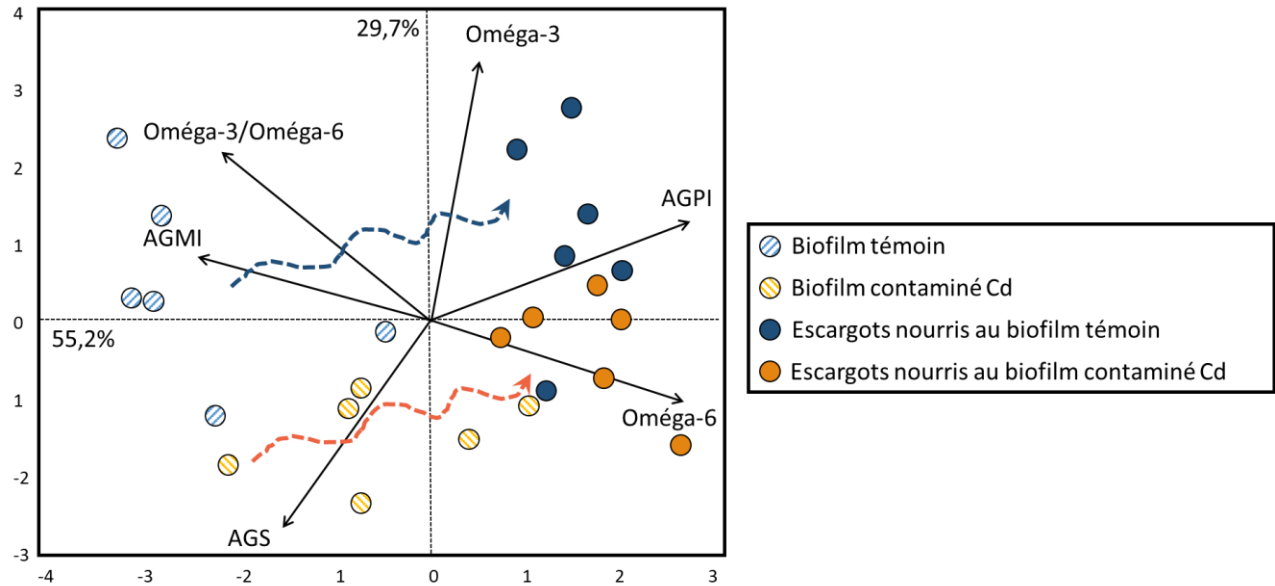 4
29,7%
Oméga-3
3
Oméga-3/Oméga-6
2
AGPI
AGMI
1
0
55,2%
1
Oméga-6
-2
AGS
-3
-4
-3
-2
1
0
1
2
3
Biofilm témoin
Biofilm contaminé Cd
Escargots nourris au biofilm témoin
Escargots nourris au biofilm contaminé Cd